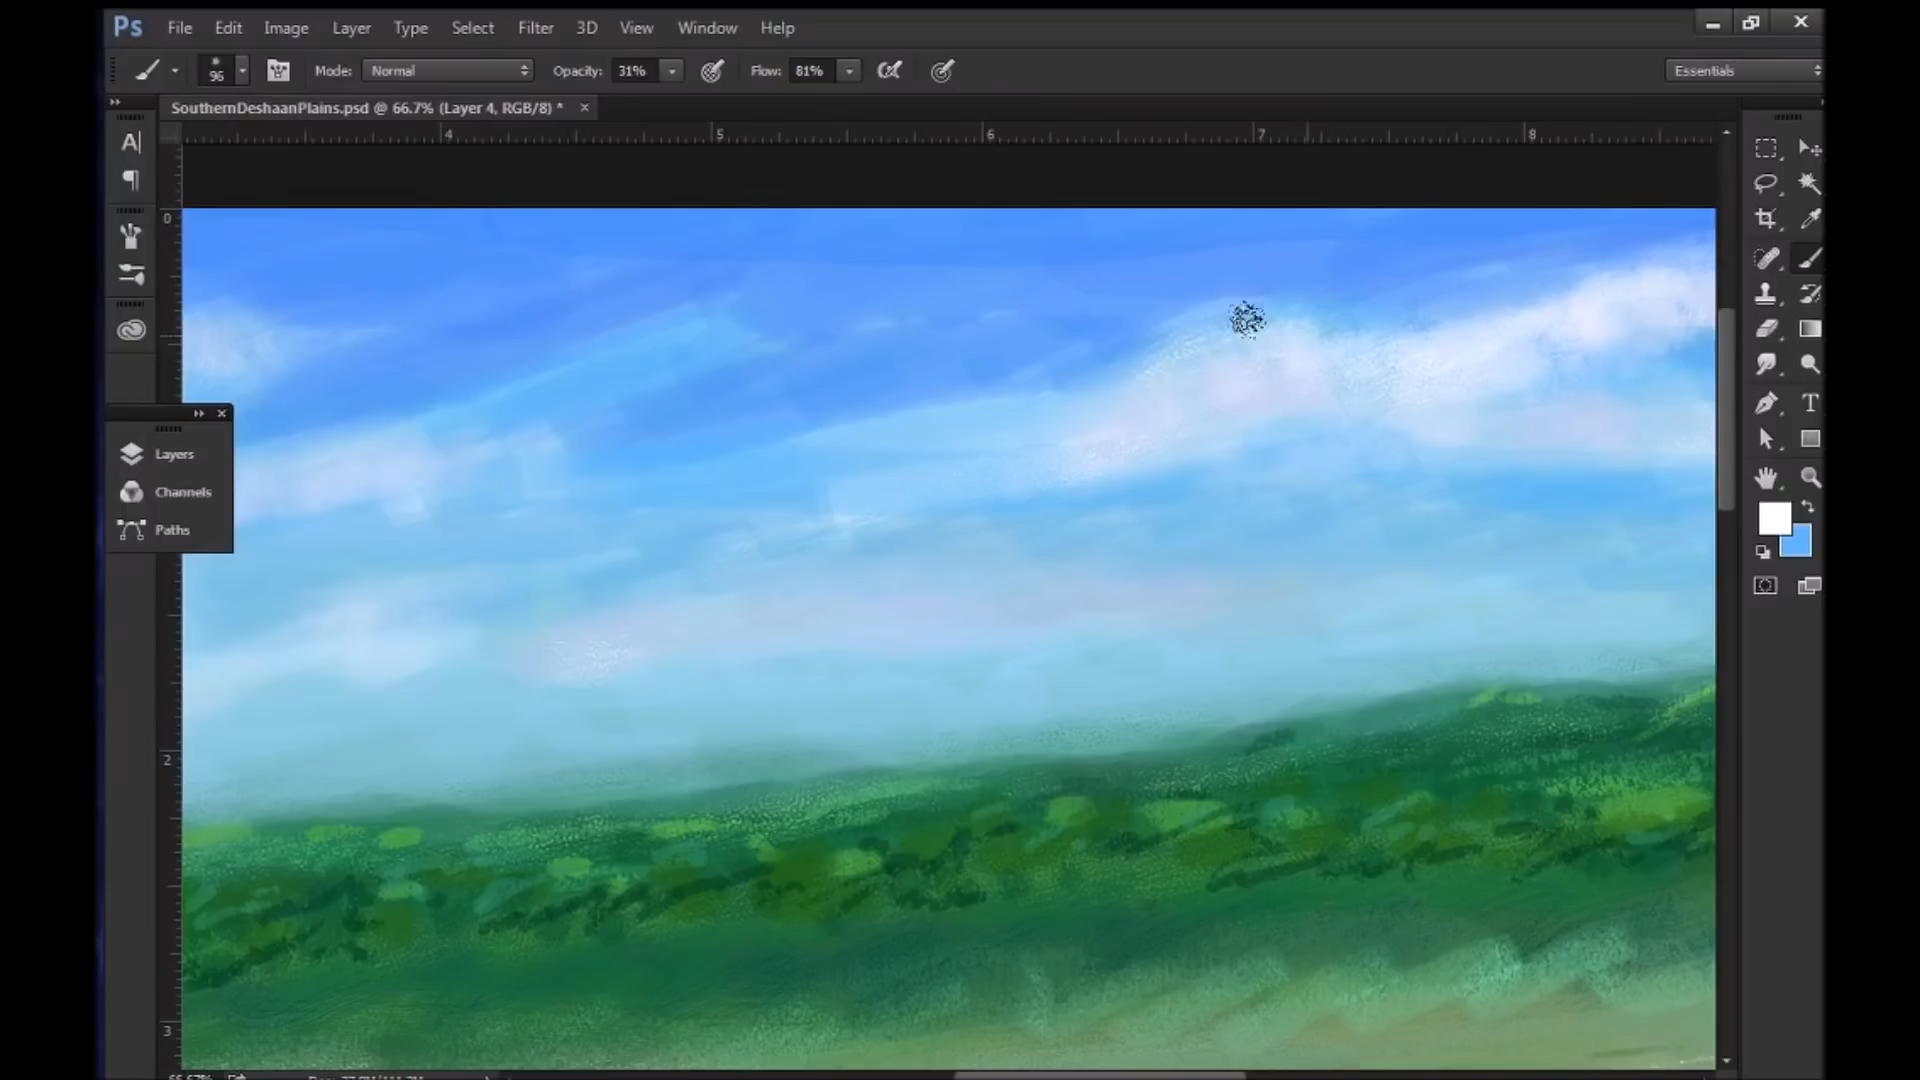 Ps File Edit Image Layer Type Select Filter 3D View Window Help
96 Mode: Normal Opacity: 31% Flow: 81% Essentials
SouthernDeshaanPlains.psd @ 66.7% (Layer 4, RGB/8) *
4 5 6 7 8
0
Layers
Channels
Paths
2
3